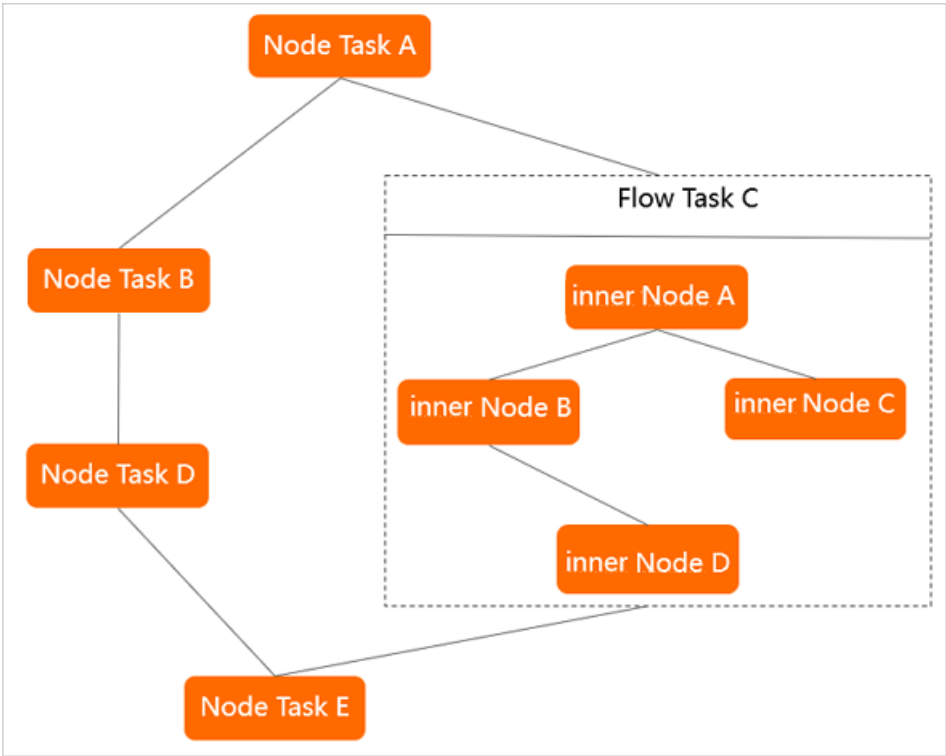 Node Task A
Flow Task C
Node Task B
inner Node A
inner Node B
inner Node C
Node Task D
inner Node D
Node Task E